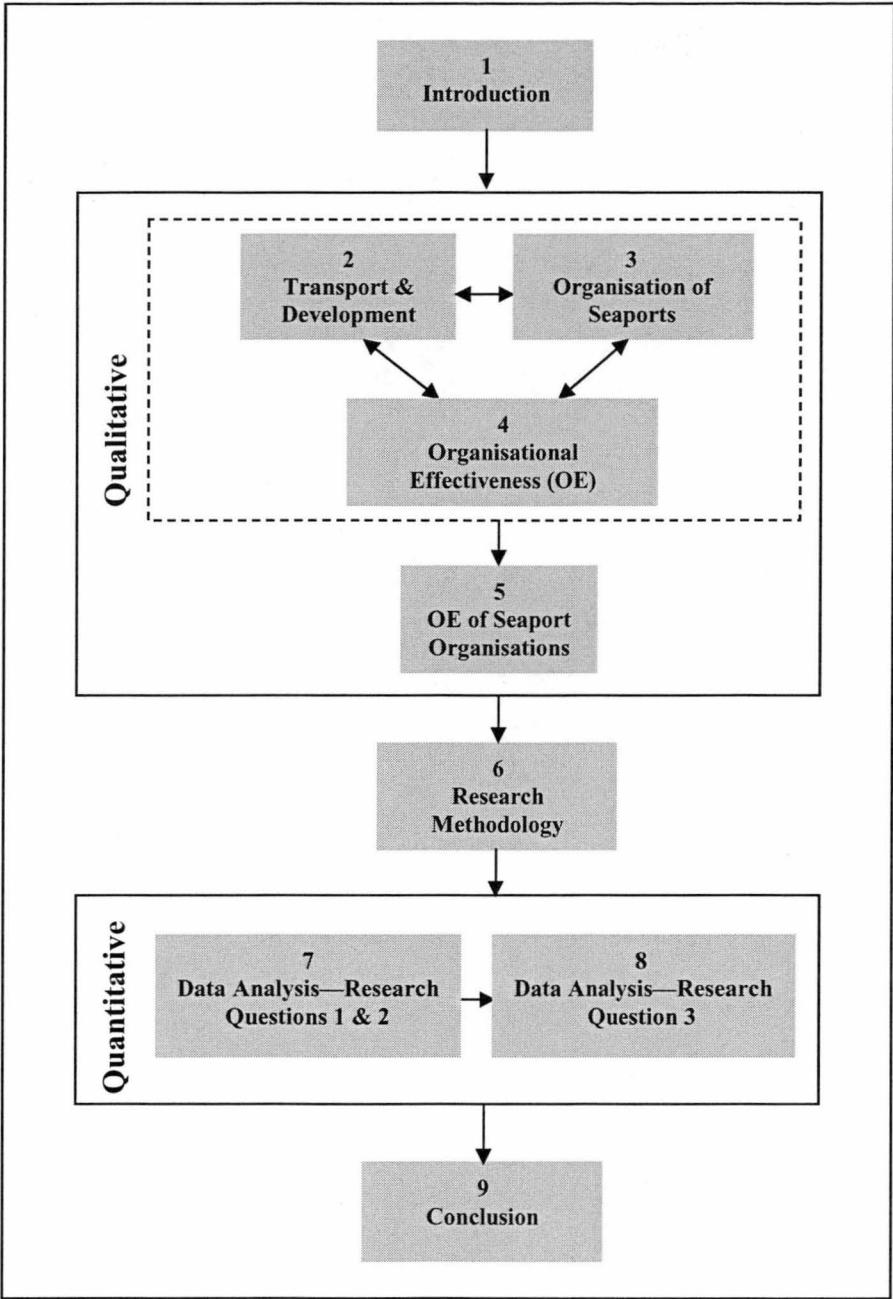 1
Introduction
Qualitative
2
Transport &
Development
3
Organisation of
Seaports
4
Organisational
Effectiveness (OE)
5
OE of Seaport
Organisations
6
Research
Methodology
Quantitative
7
Data Analysis—Research
Questions 1 & 2
8
Data Analysis—Research
Question 3
9
Conclusion